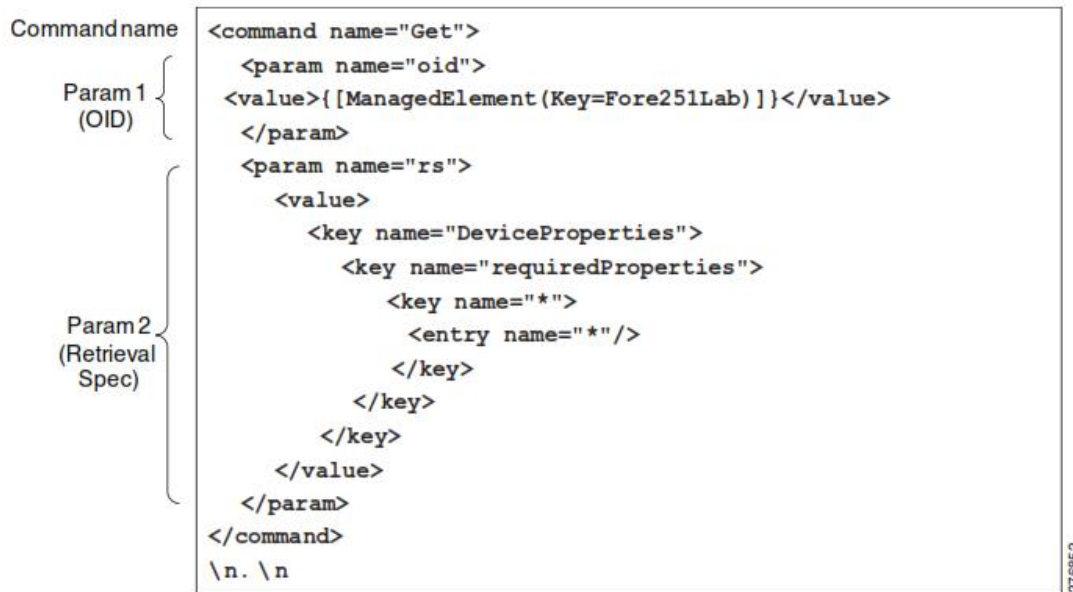 Command name
<command name="Get">
<param name="oid">
Param 1
(OID)
<value>{[ManagedElement(Key=Fore251Lab)]}</value>
</param>
<param name="rs">
<value>
<key name="DeviceProperties">
<key name="requiredProperties">
<key name="*">
Param 2
(Retrieval
Spec)
<entry name="*"/>
</key>
</key>
</key>
</value>
</param>
</command>
\n.\n